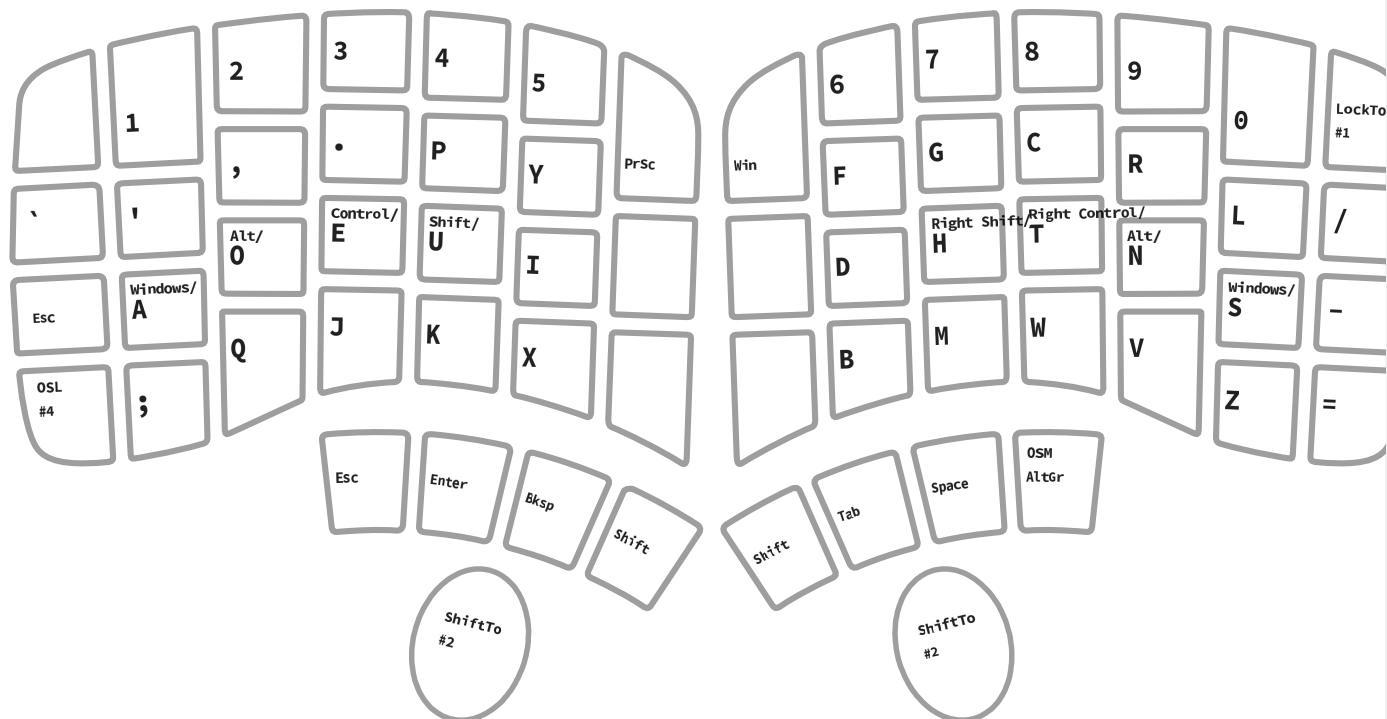 1
2
3
4
5
PrSc
Win
6
7
8
9
0
LockTo
#1
`
'
,
.
P
Y
F
G
C
R
L
/
Esc
Windows/
A
Alt/
O
Control/
E
Shift/
U
I
D
Right Shift/
H
Right Control/
T
Alt/
N
Windows/
S
-
OSL
#4
;
Q
J
K
X
B
M
W
V
Z
=
Esc
Enter
Bksp
Shift
Shift
Tab
Space
OSM
AltGr
ShiftTo
#2
ShiftTo
#2